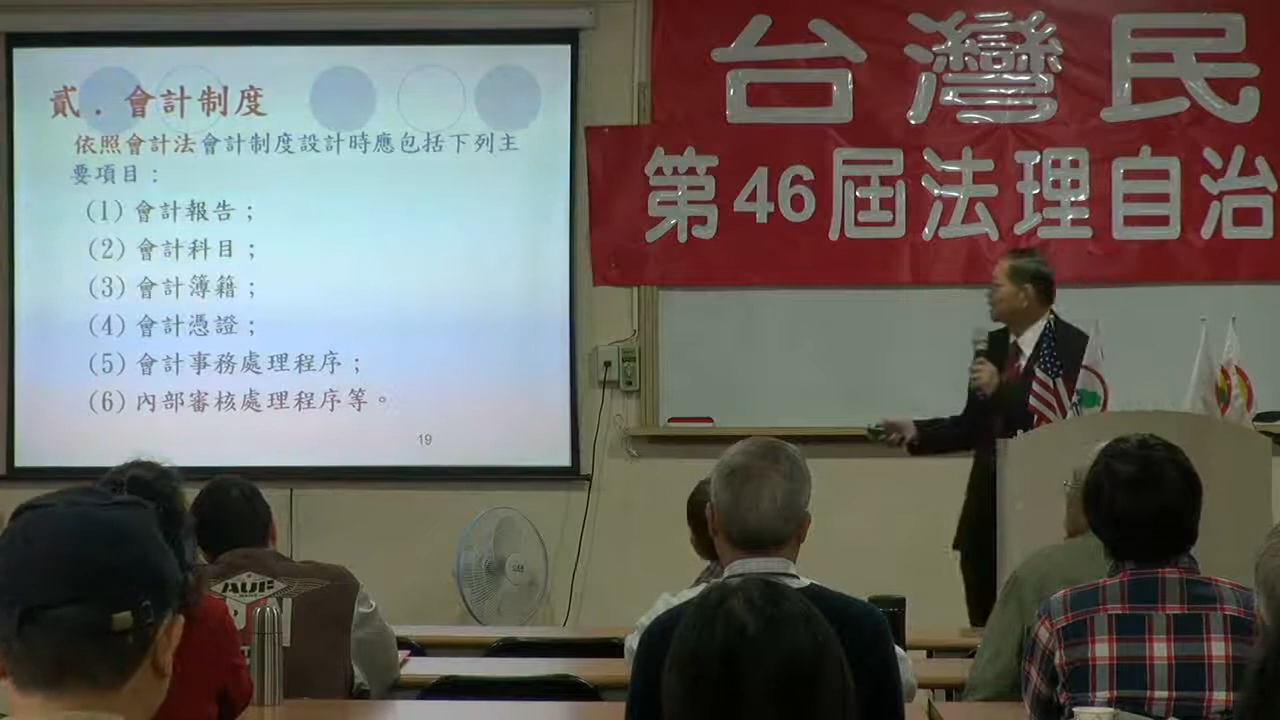 貳．會計制度
依照會計法會計制度設計時應包括下列主
要項目：
(1) 會計報告；
(2) 會計科目；
(3) 會計簿籍；
(4) 會計憑證；
(5) 會計事務處理程序；
(6) 內部審核處理程序等。
19
台灣民
第46屆法理自治